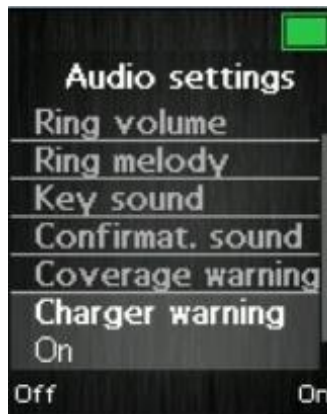 Audio settings
Ring volume
Ring melody
Key sound
Confirmat. sound
Coverage warning
Charger warning
On
Off On